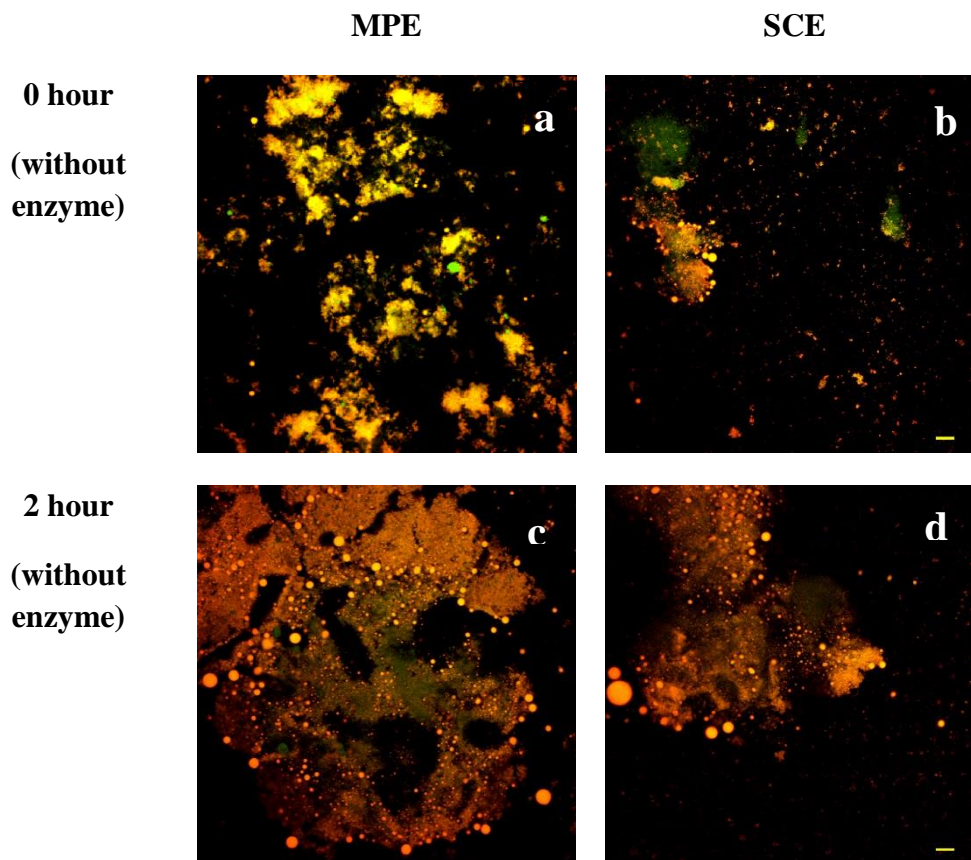 MPE
SCE
0 hour
(without
enzyme)
a
b
2 hour
(without
enzyme)
c
d